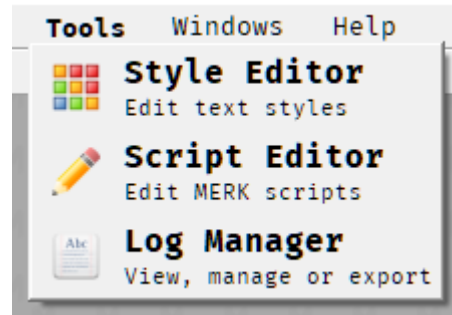 Tools Windows Help
Style Editor
Edit text styles
Script Editor
Edit MERK scripts
Abc
Log Manager
View, manage or export